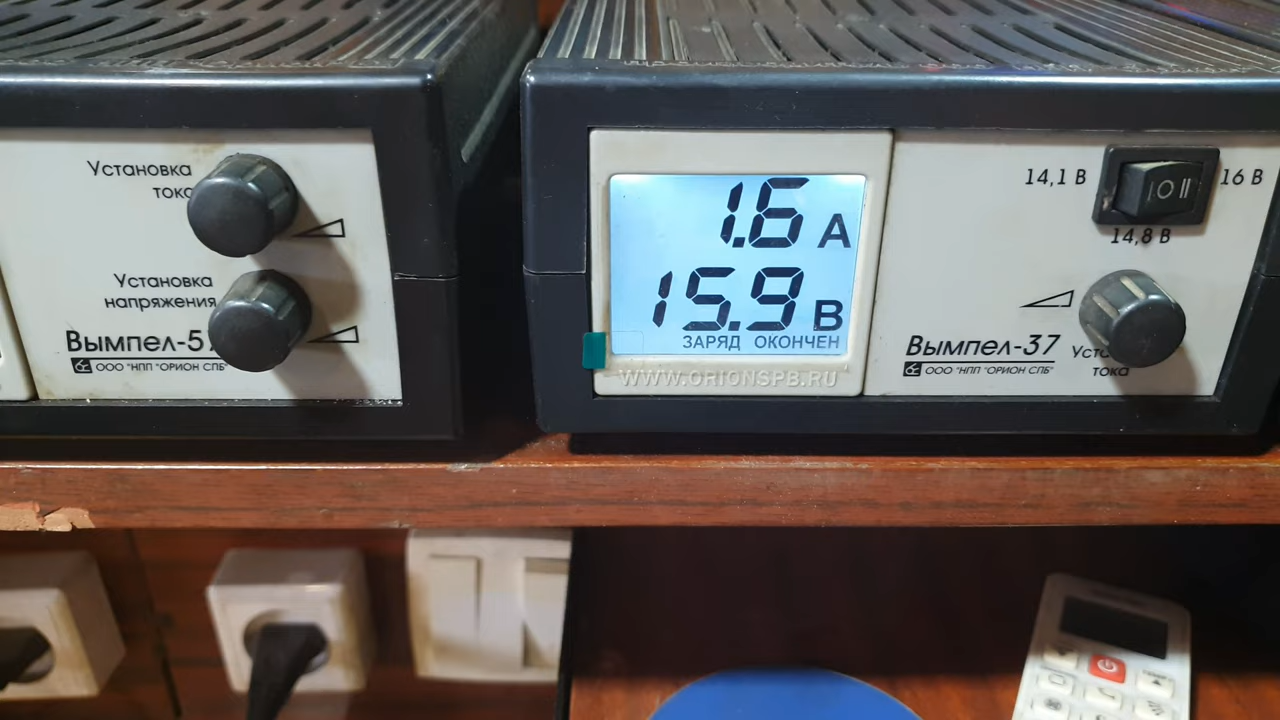 Установка
тока
Установка
напряжения
Вымпел-5
ООО "НПП "ОРИОН СПБ"
1.6 А
15.9 В
ЗАРЯД ОКОНЧЕН
WWW.ORIONSPB.RU
14,1 В
16 В
I O II
14,8 В
Вымпел-37
ООО "НПП "ОРИОН СПБ"
тока